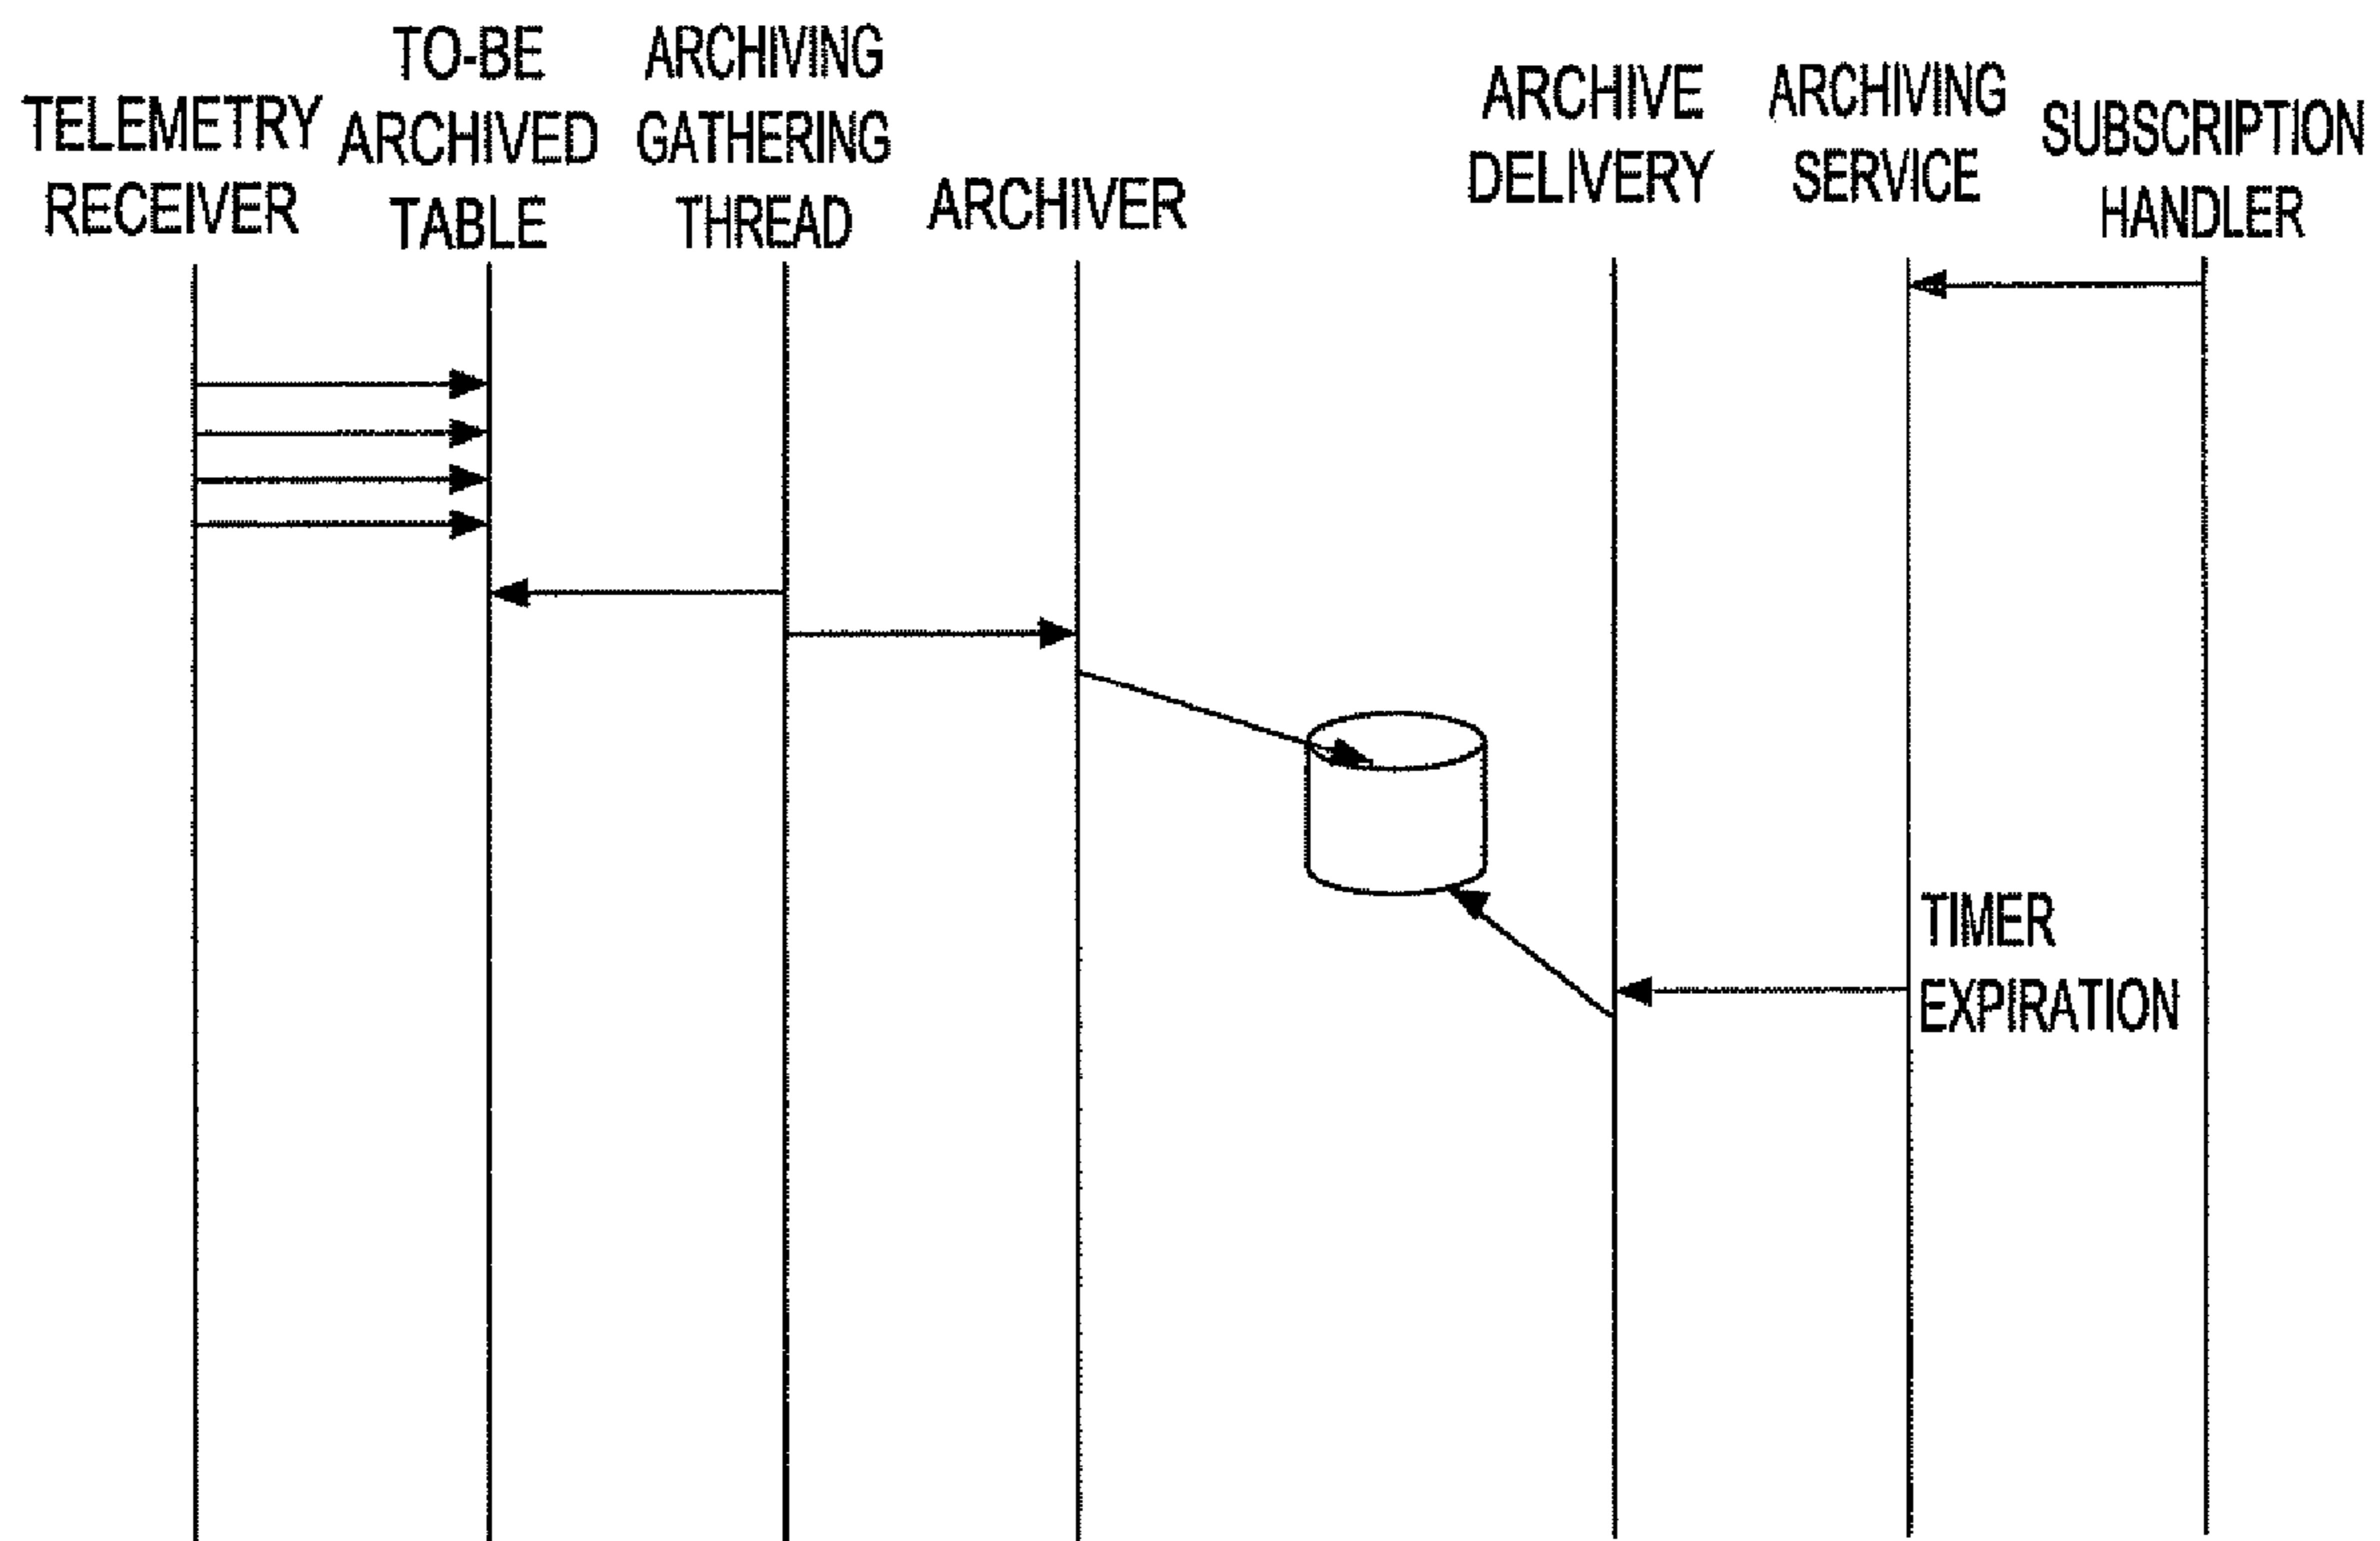 TELEMETRY
RECEIVER
TO-BE
ARCHIVED
TABLE
ARCHIVING
GATHERING
THREAD
ARCHIVER
ARCHIVE
DELIVERY
ARCHIVING
SERVICE
SUBSCRIPTION
HANDLER
TIMER
EXPIRATION